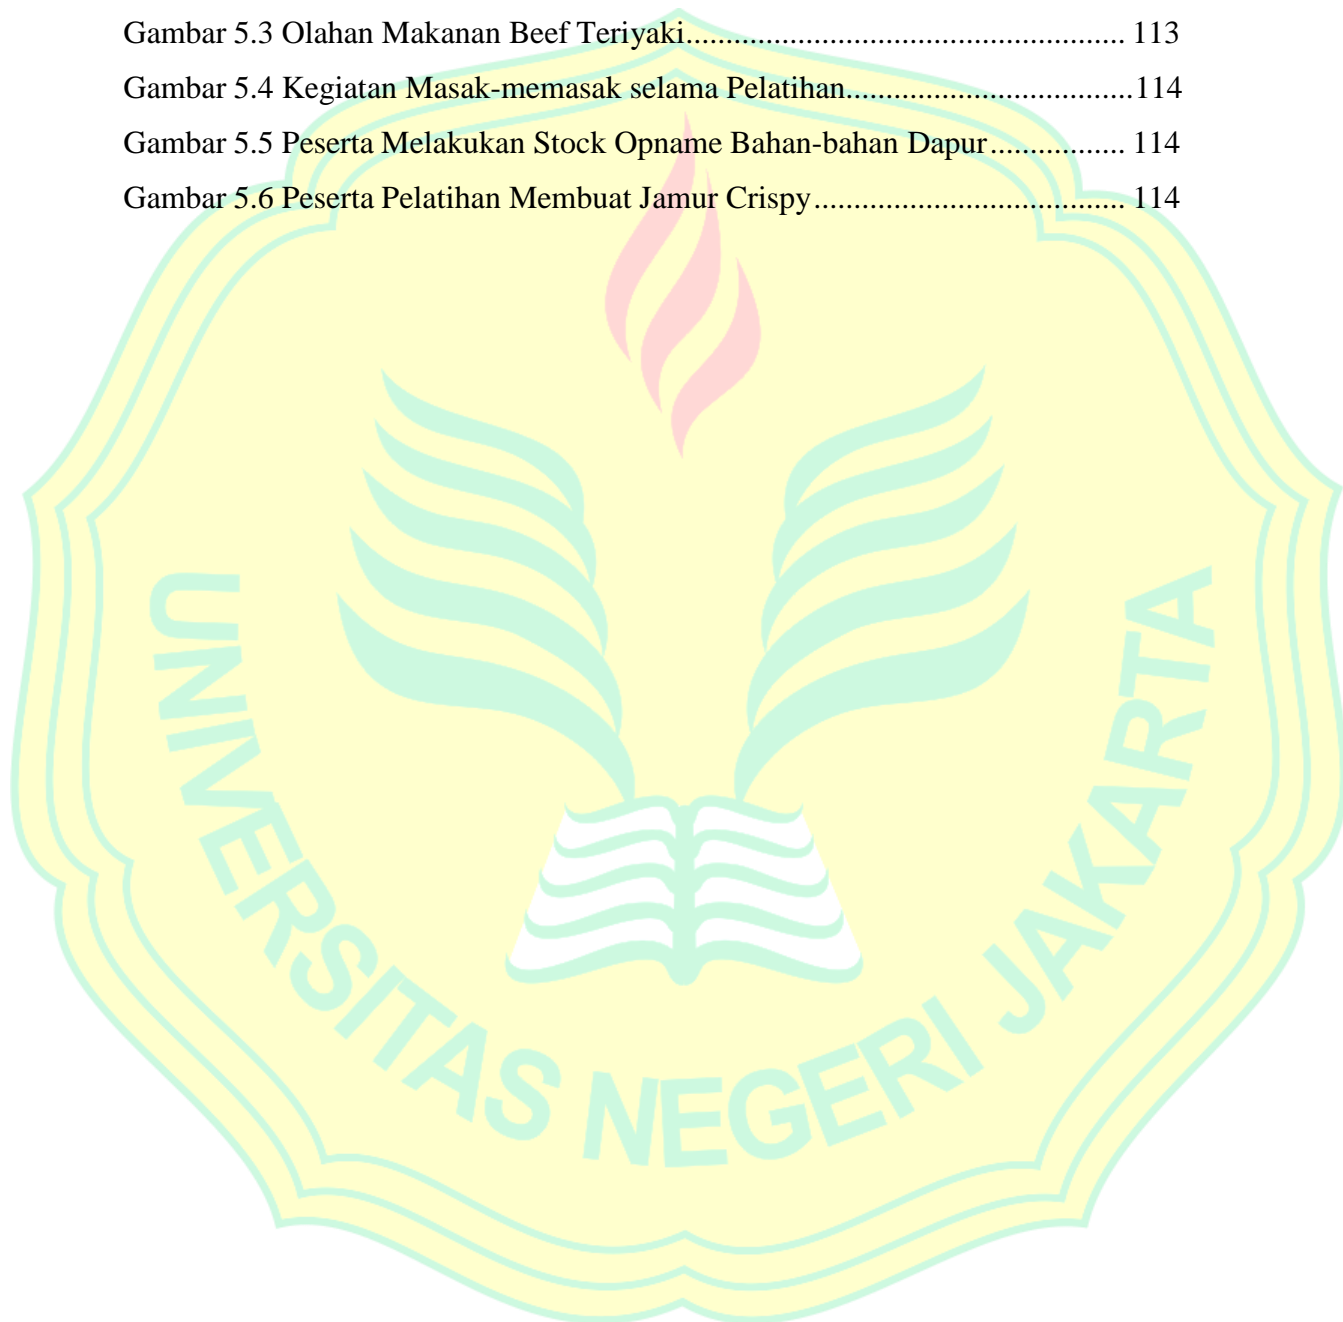 Gambar 5.3 Olahan Makanan Beef Teriyaki....................................................... 113
Gambar 5.4 Kegiatan Masak-memasak selama Pelatihan....................................114
Gambar 5.5 Peserta Melakukan Stock Opname Bahan-bahan Dapur................. 114
Gambar 5.6 Peserta Pelatihan Membuat Jamur Crispy....................................... 114
UNIVERSITAS NEGERI JAKARTA